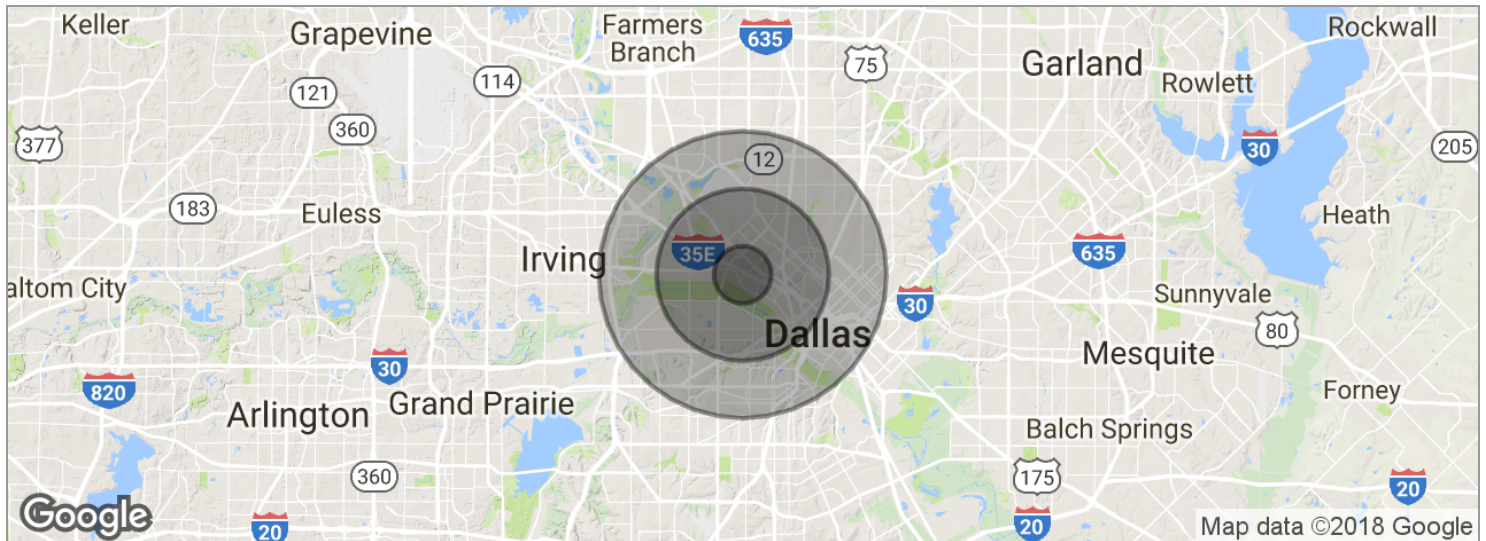 Keller
Grapevine
Farmers
Branch
635
75
Garland
Rockwall
Rowlett
114
121
360
377
12
30
205
183
Euless
Heath
Irving
35E
635
altom City
30
Sunnyvale
80
Dallas
Mesquite
30
820
Arlington
Grand Prairie
Forney
Balch Springs
360
175
20
Google
20
20
Map data ©2018 Google